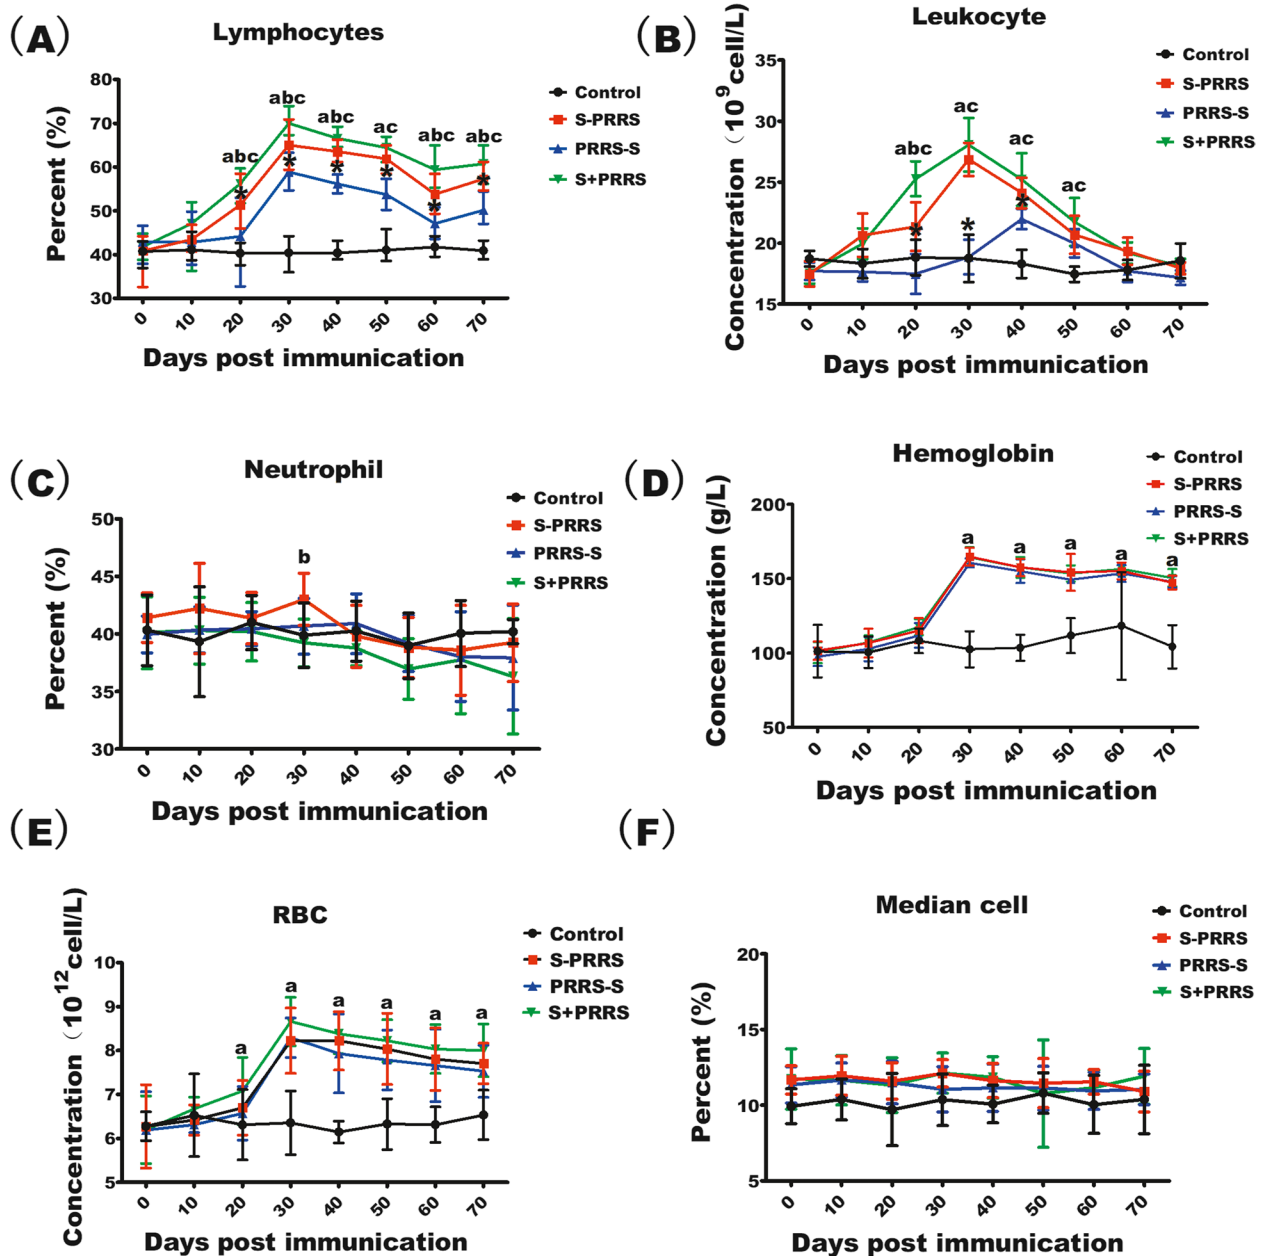 (A)
Lymphocytes
Percent (%)
80
70
60
50
40
30
abc
abc
abc
ac
abc
abc
*
*
*
*
*
*
0
10
20
30
40
50
60
70
Days post immunication
Control
S-PRRS
PRRS-S
S+PRRS
(B)
Leukocyte
Concentration (10⁹cell/L)
35
30
25
20
15
abc
ac
ac
ac
*
*
*
0
10
20
30
40
50
60
70
Days post immunication
Control
S-PRRS
PRRS-S
S+PRRS
(C)
Neutrophil
Percent (%)
50
45
40
35
30
b
0
10
20
30
40
50
60
70
Days post immunication
Control
S-PRRS
PRRS-S
S+PRRS
(D)
Hemoglobin
Concentration (g/L)
200
150
100
50
a
a
a
a
a
0
10
20
30
40
50
60
70
Days post immunication
Control
S-PRRS
PRRS-S
S+PRRS
(E)
RBC
Concentration (10¹²cell/L)
10
9
8
7
6
5
a
a
a
a
a
a
0
10
20
30
40
50
60
70
Days post immunication
Control
S-PRRS
PRRS-S
S+PRRS
(F)
Median cell
Percent (%)
20
15
10
5
0
10
20
30
40
50
60
70
Days post immunication
Control
S-PRRS
PRRS-S
S+PRRS